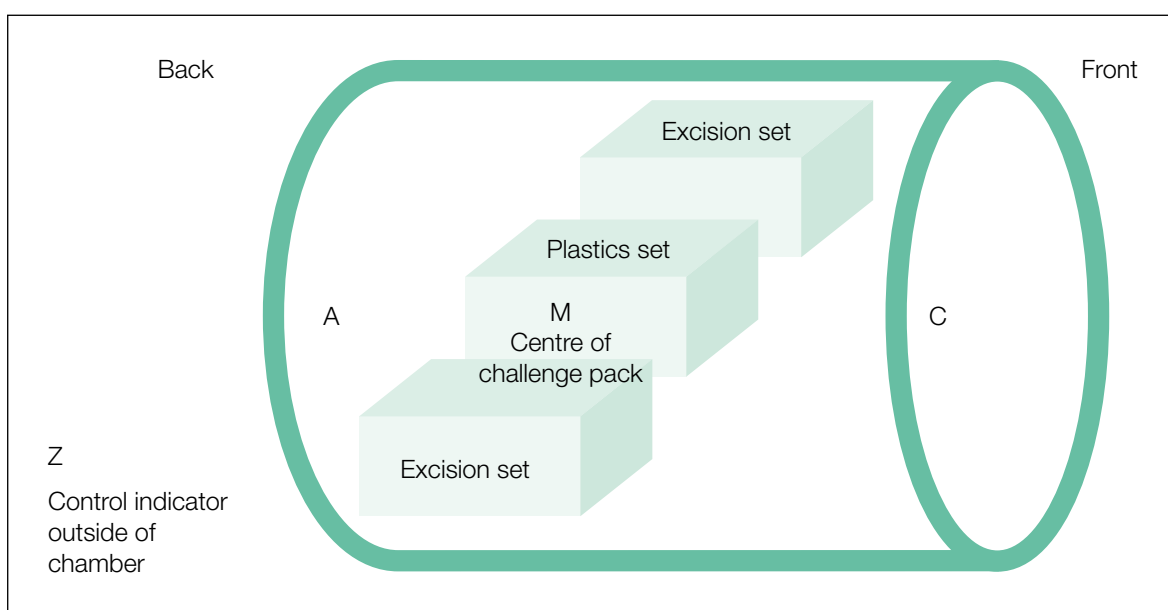 Back
Front
Excision set
Plastics set
A
M
C
Centre of
challenge pack
Excision set
Z
Control indicator
outside of
chamber